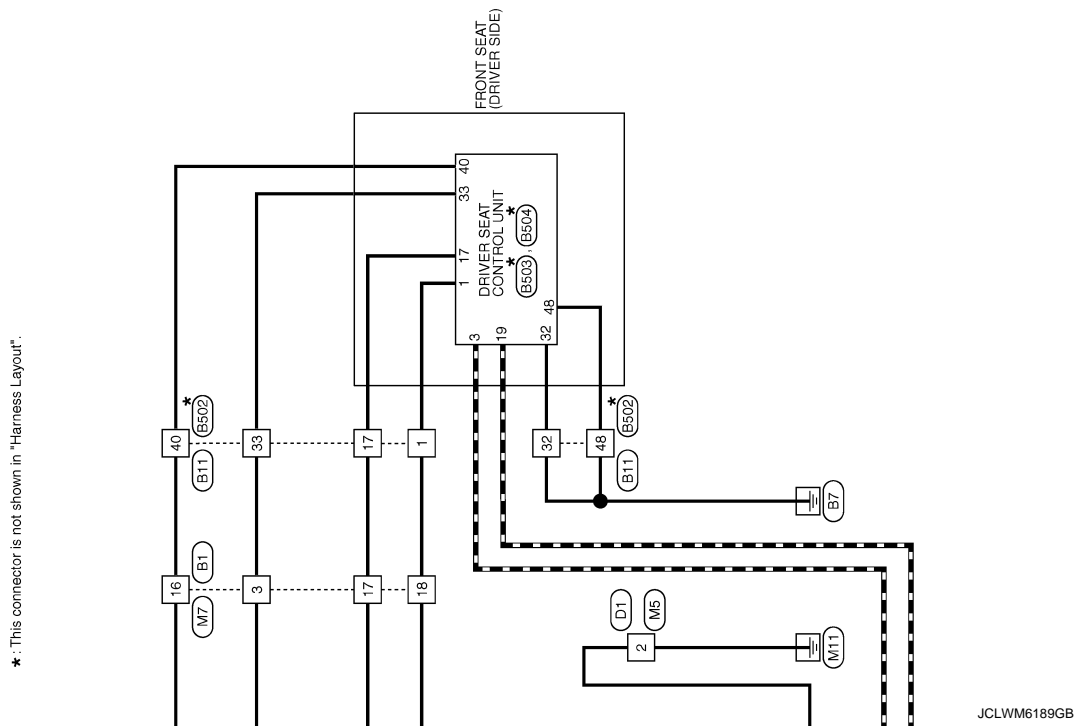 FRONT SEAT
(DRIVER SIDE)
40
33
17
1
DRIVER SEAT
CONTROL UNIT
* *
B503 , B504
3
19
32
48
40
33
17
1
32
48
*
B502
B11
*
B502
B11
B7
16
3
17
18
B1
M7
D1
M5
2
M11
* : This connector is not shown in "Harness Layout".
JCLWM6189GB